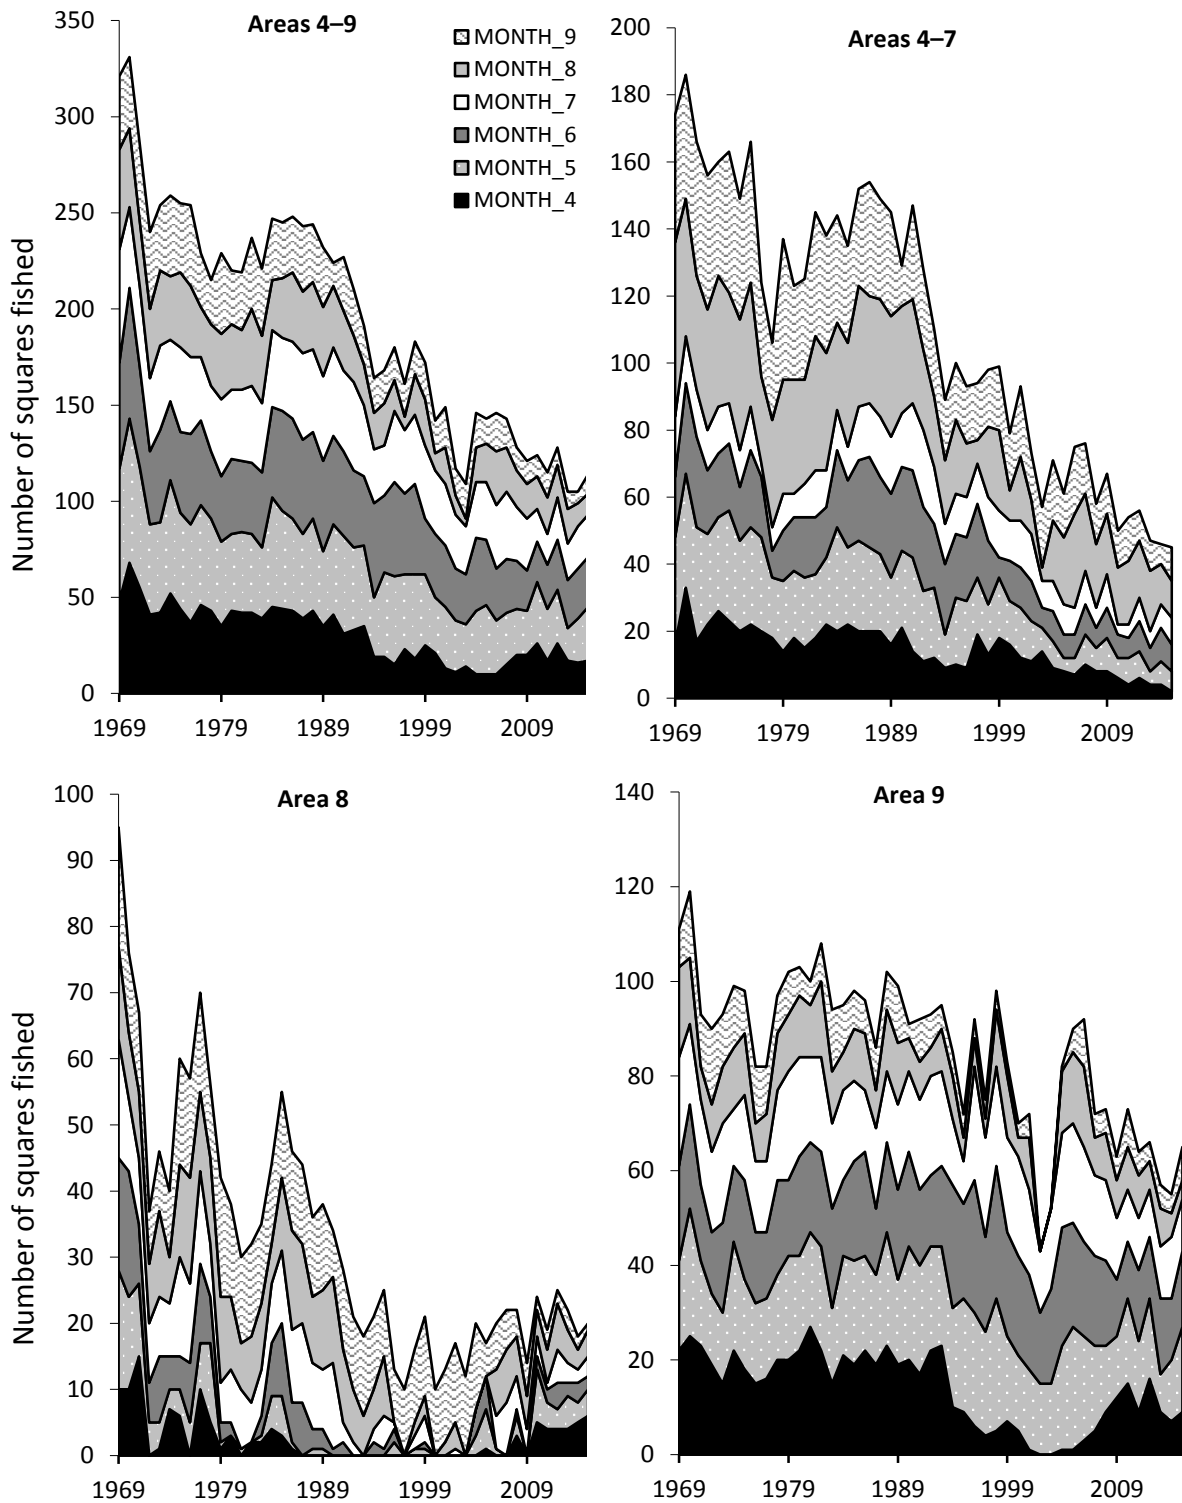 Areas 4–9
Number of squares fished
350
300
250
200
150
100
50
0
1969 1979 1989 1999 2009
MONTH_9
MONTH_8
MONTH_7
MONTH_6
MONTH_5
MONTH_4
Areas 4–7
200
180
160
140
120
100
80
60
40
20
0
1969 1979 1989 1999 2009
Area 8
Number of squares fished
100
90
80
70
60
50
40
30
20
10
0
1969 1979 1989 1999 2009
Area 9
140
120
100
80
60
40
20
0
1969 1979 1989 1999 2009